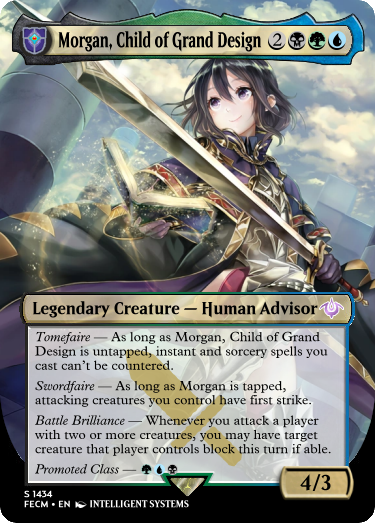 Morgan, Child of Grand Design 2
Legendary Creature — Human Advisor
Tomefaire — As long as Morgan, Child of Grand
Design is untapped, instant and sorcery spells you
cast can't be countered.
Swordfaire — As long as Morgan is tapped,
attacking creatures you control have first strike.
Battle Brilliance — Whenever you attack a player
with two or more creatures, you may have target
creature that player controls block this turn if able.
Promoted Class —
4/3
S 1434
FECM • EN INTELLIGENT SYSTEMS